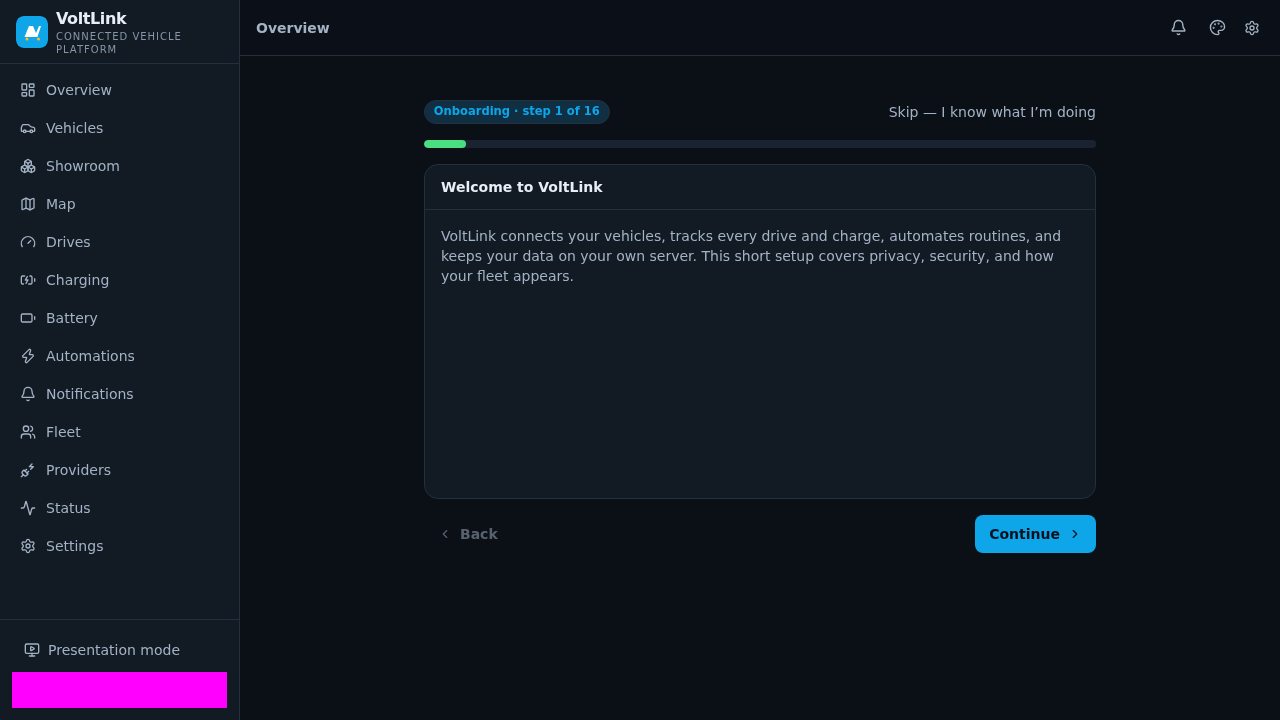 VoltLink
CONNECTED VEHICLE
PLATFORM
Overview
Vehicles
Showroom
Map
Drives
Charging
Battery
Automations
Notifications
Fleet
Providers
Status
Settings
Presentation mode
Overview
Onboarding · step 1 of 16
Skip — I know what I’m doing
Welcome to VoltLink
VoltLink connects your vehicles, tracks every drive and charge, automates routines, and
keeps your data on your own server. This short setup covers privacy, security, and how
your fleet appears.
Back
Continue